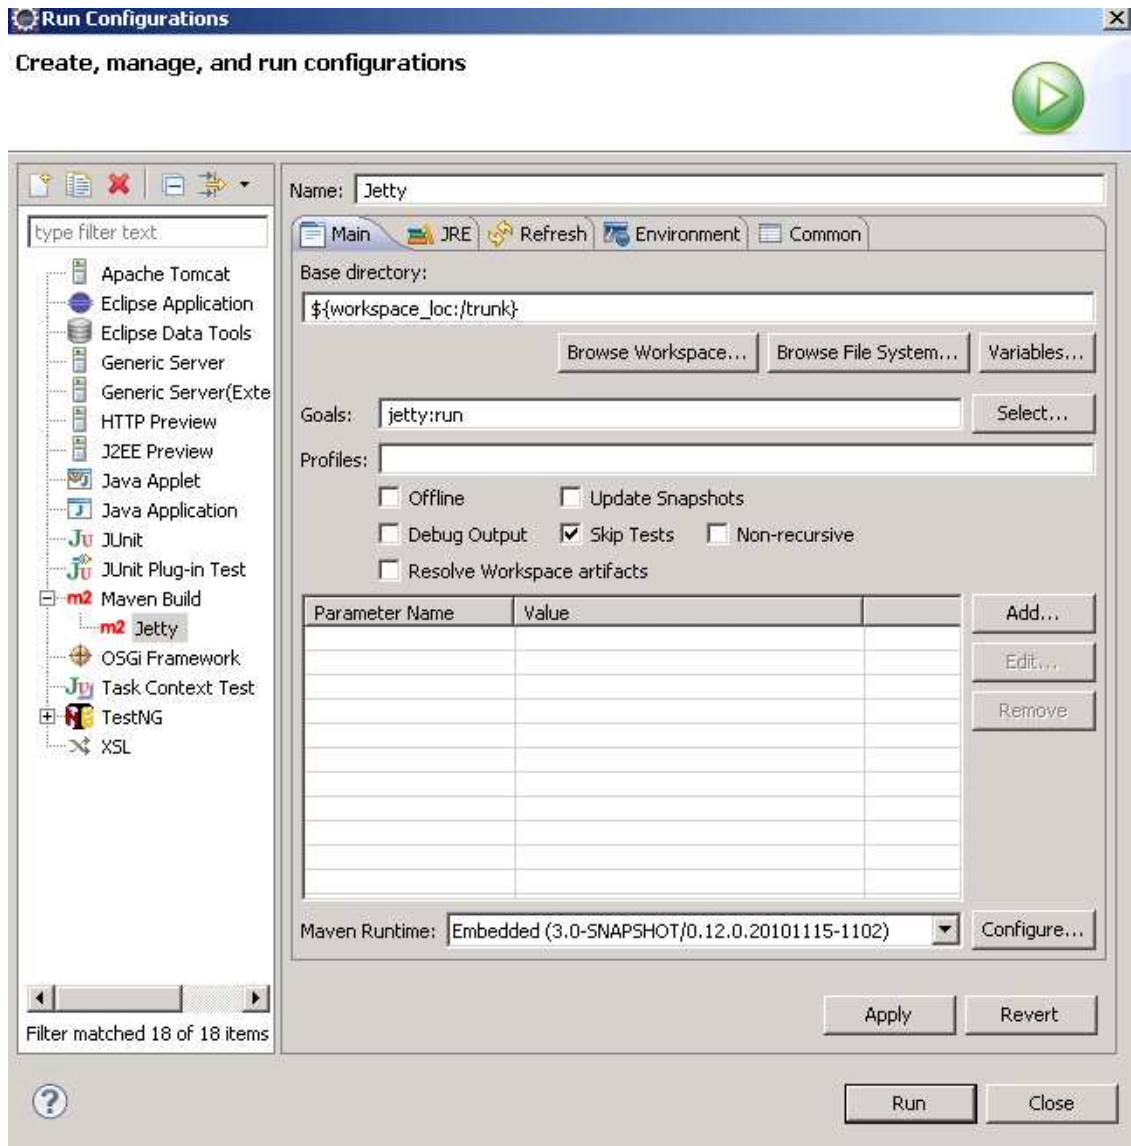 Run Configurations
Create, manage, and run configurations
type filter text
Apache Tomcat
Eclipse Application
Eclipse Data Tools
Generic Server
Generic Server(Exte
HTTP Preview
J2EE Preview
Java Applet
Java Application
Ju JUnit
Jü JUnit Plug-in Test
m2 Maven Build
m2 Jetty
OSGi Framework
Ju Task Context Test
TestNG
XSL
Filter matched 18 of 18 items
Name: Jetty
Main JRE Refresh Environment Common
Base directory:
${workspace_loc:/trunk}
Browse Workspace... Browse File System... Variables...
Goals: jetty:run Select...
Profiles:
Offline Update Snapshots
Debug Output Skip Tests Non-recursive
Resolve Workspace artifacts
Parameter Name Value Add...
Edit...
Remove
Maven Runtime: Embedded (3.0-SNAPSHOT/0.12.0.20101115-1102) Configure...
Apply Revert
? Run Close